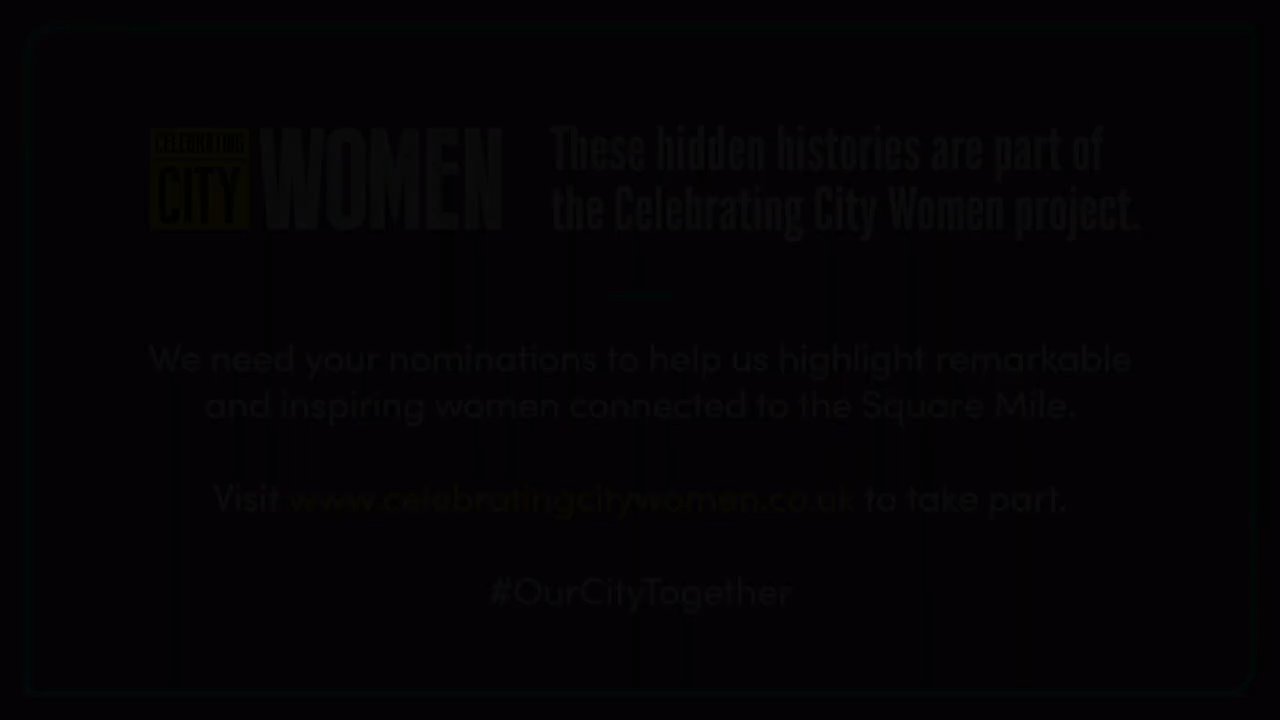 CELEBRATING
CITY
WOMEN
These hidden histories are part of
the Celebrating City Women project.
We need your nominations to help us highlight remarkable
and inspiring women connected to the Square Mile.
Visit www.celebratingcitywomen.co.uk to take part.
#OurCityTogether